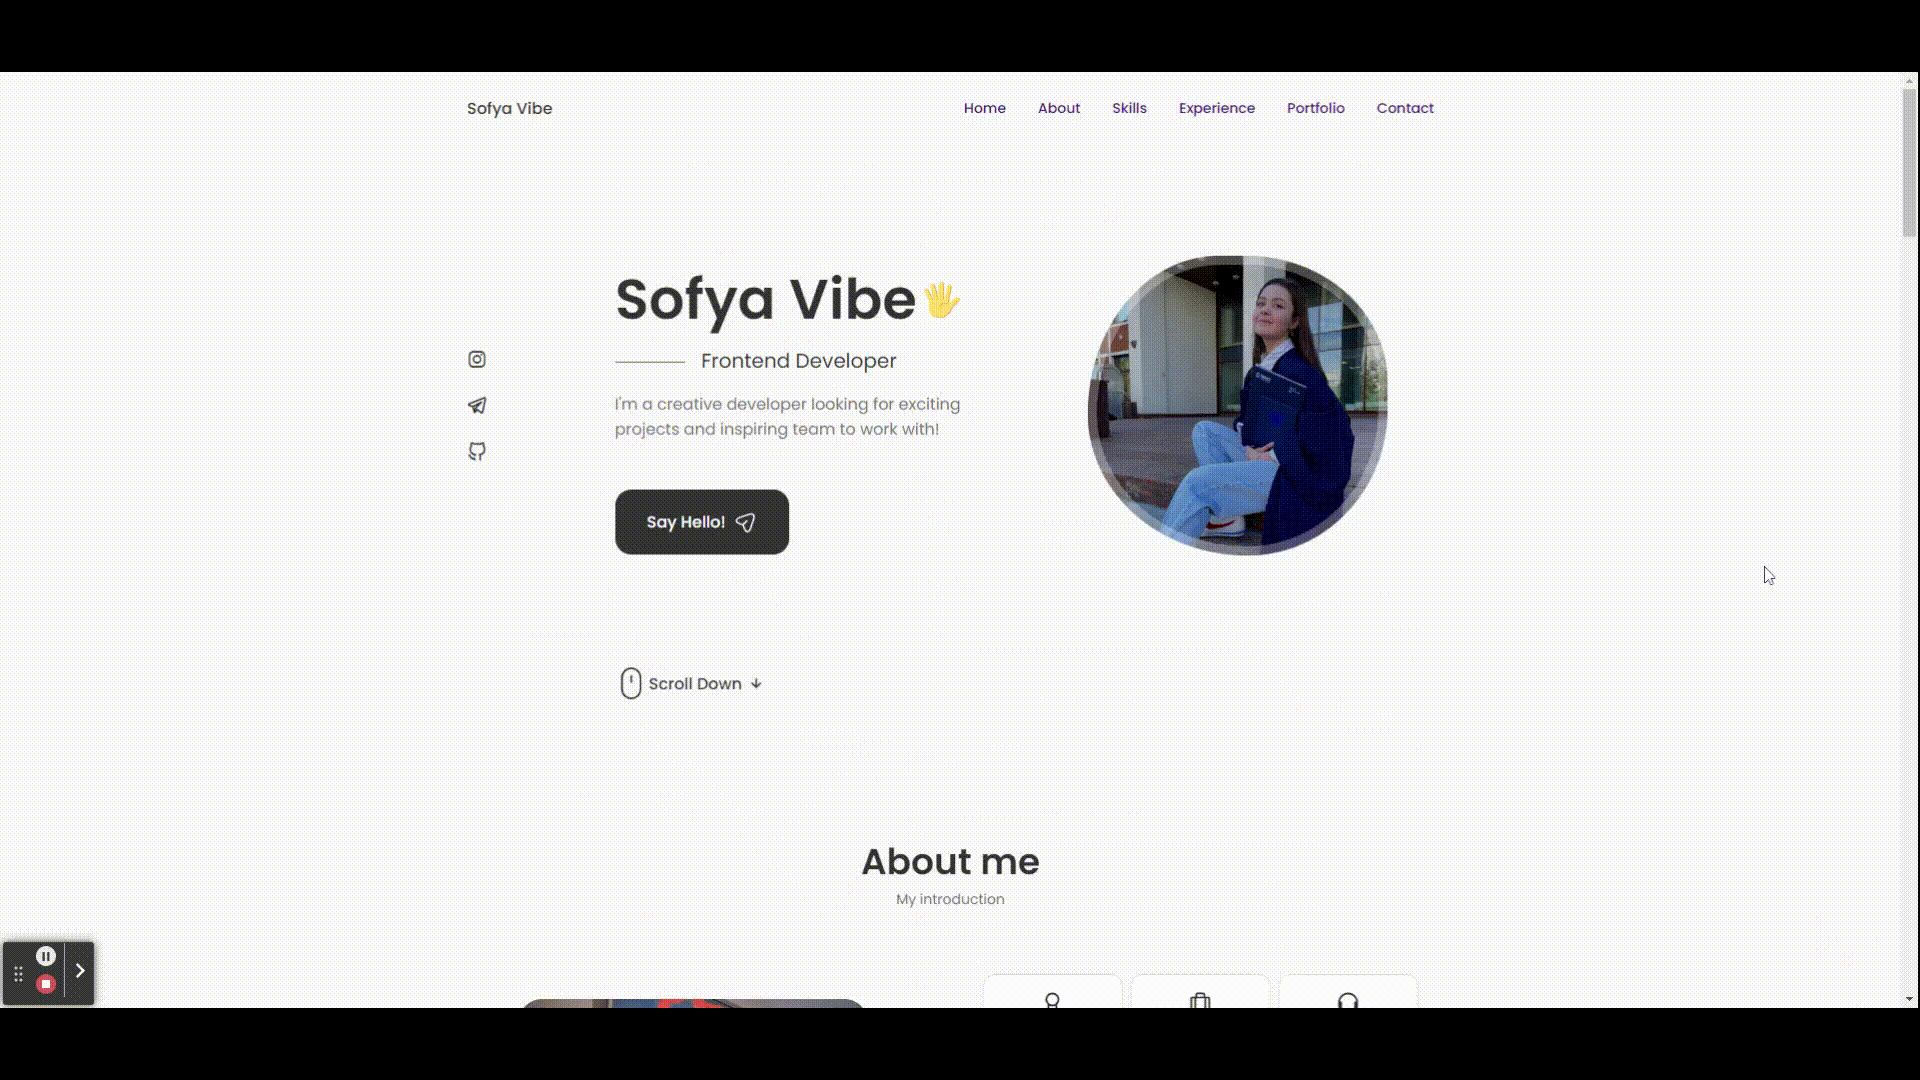 Sofya Vibe
Home About Skills Experience Portfolio Contact
Sofya Vibe
Frontend Developer
I'm a creative developer looking for exciting
projects and inspiring team to work with!
Say Hello!
Scroll Down
About me
My introduction